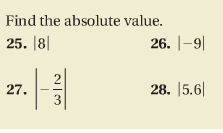 Find the absolute value.
25. |8| 26. |−9|
27. |−2/3| 28. |5.6|